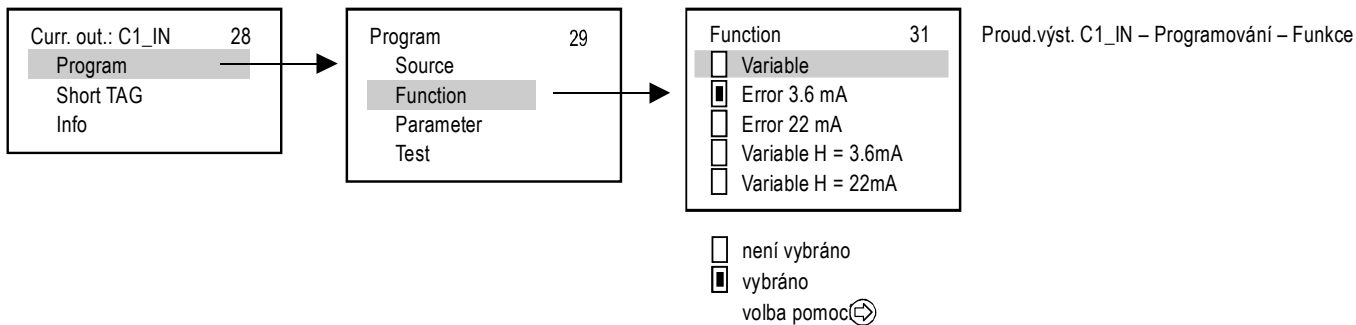 Curr. out.: C1_IN 28
Program
Short TAG
Info
Program 29
Source
Function
Parameter
Test
Function 31
Variable
Error 3.6 mA
Error 22 mA
Variable H = 3.6mA
Variable H = 22mA
Proud.výst. C1_IN – Programování – Funkce
není vybráno
vybráno
volba pomocí